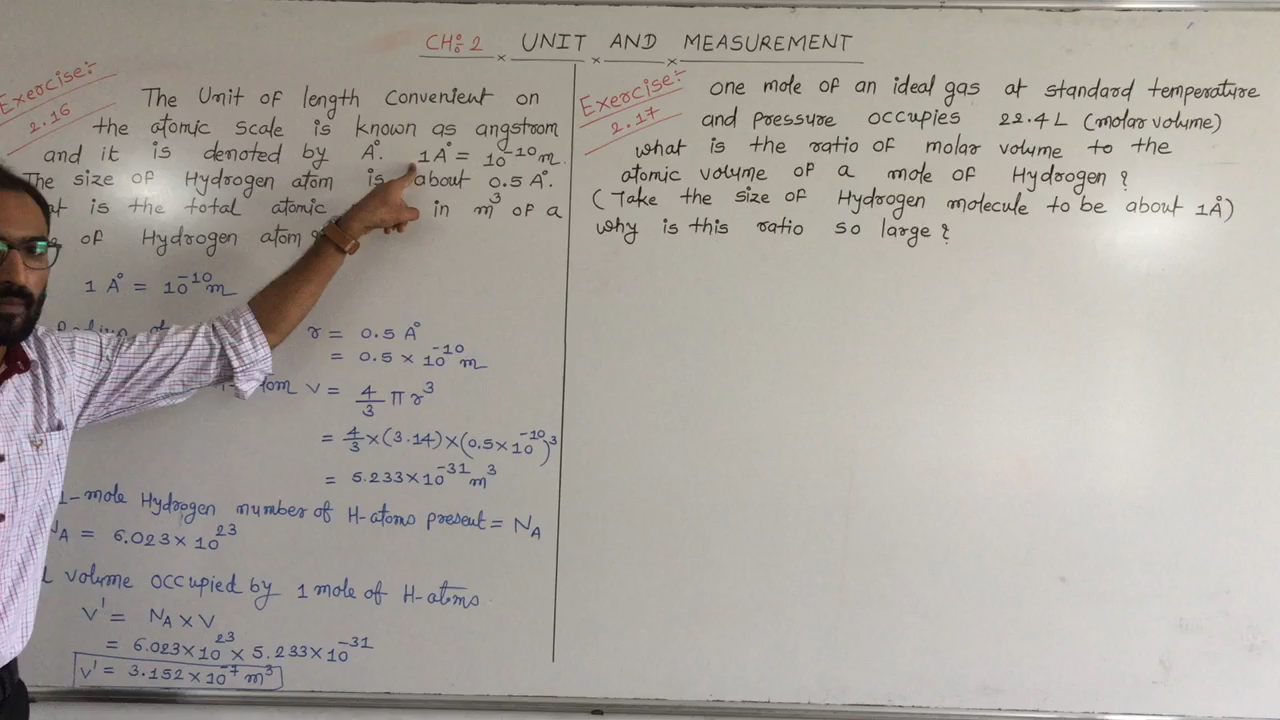 CH:2 UNIT AND MEASUREMENT
Exercise:-
2.16
The Unit of length Convenient on
the atomic Scale is known as angstrom
and it is denoted by A°. 1A° = 10⁻¹⁰m.
The size of Hydrogen atom is about 0.5 A°.
is the total atomic in m³ of a
of Hydrogen atom
1 A° = 10⁻¹⁰m
r = 0.5 A°
= 0.5 × 10⁻¹⁰m
V = 4/3 π r³
= 4/3 × (3.14) × (0.5 × 10⁻¹⁰)³
= 5.233 × 10⁻³¹ m³
1-mole Hydrogen number of H-atoms present = N_A
N_A = 6.023 × 10²³
volume occupied by 1 mole of H-atoms
V' = N_A × V
= 6.023 × 10²³ × 5.233 × 10⁻³¹
V' = 3.152 × 10⁻⁷ m³
Exercise:-
2.17
one mole of an ideal gas at standard temperature
and pressure occupies 22.4 L (molar volume)
what is the ratio of molar volume to the
atomic volume of a mole of Hydrogen ?
(Take the size of Hydrogen molecule to be about 1Å)
why is this ratio so large ?